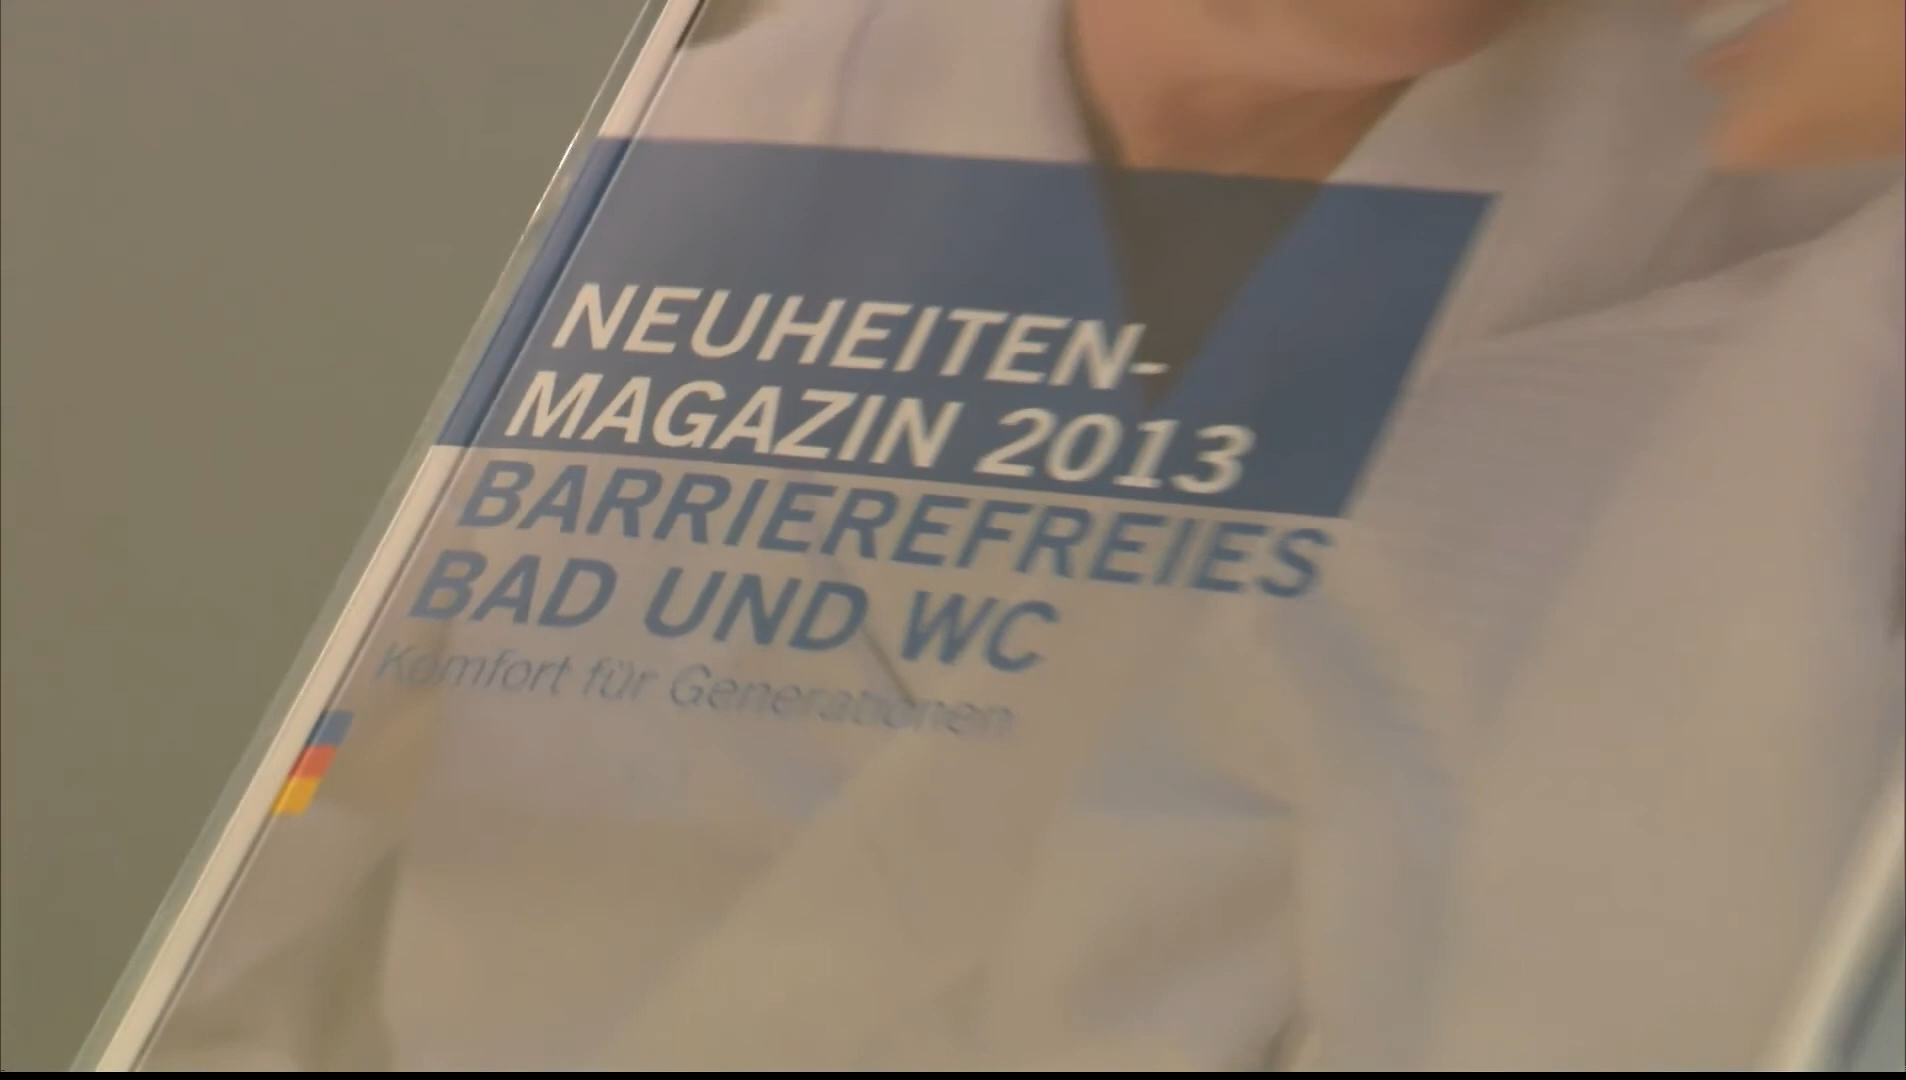 NEUHEITEN-
MAGAZIN 2013
BARRIEREFREIES
BAD UND WC
Komfort für Generationen